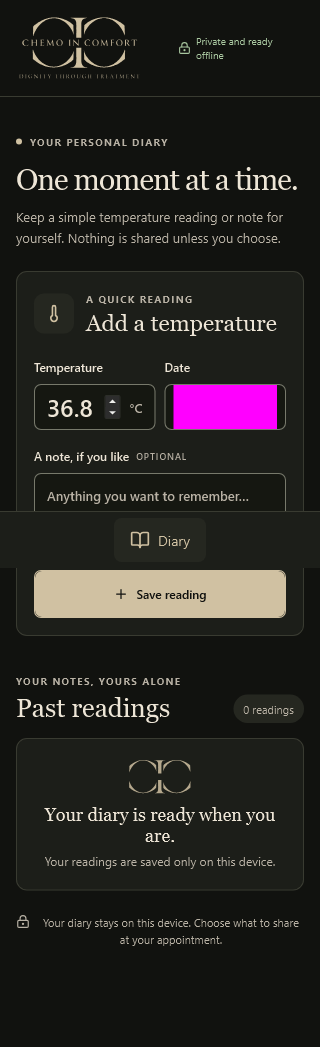 CHEMO IN COMFORT
DIGNITY THROUGH TREATMENT
Private and ready
offline
YOUR PERSONAL DIARY
One moment at a time.
Keep a simple temperature reading or note for
yourself. Nothing is shared unless you choose.
A QUICK READING
Add a temperature
Temperature
Date
36.8 °C
A note, if you like OPTIONAL
Anything you want to remember...
Diary
Save reading
YOUR NOTES, YOURS ALONE
Past readings
0 readings
Your diary is ready when you
are.
Your readings are saved only on this device.
Your diary stays on this device. Choose what to share
at your appointment.